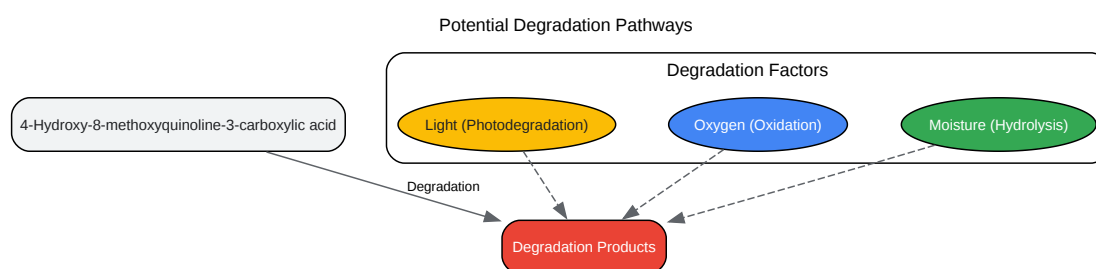 Potential Degradation Pathways
Degradation Factors
4-Hydroxy-8-methoxyquinoline-3-carboxylic acid
Light (Photodegradation)
Oxygen (Oxidation)
Moisture (Hydrolysis)
Degradation
Degradation Products